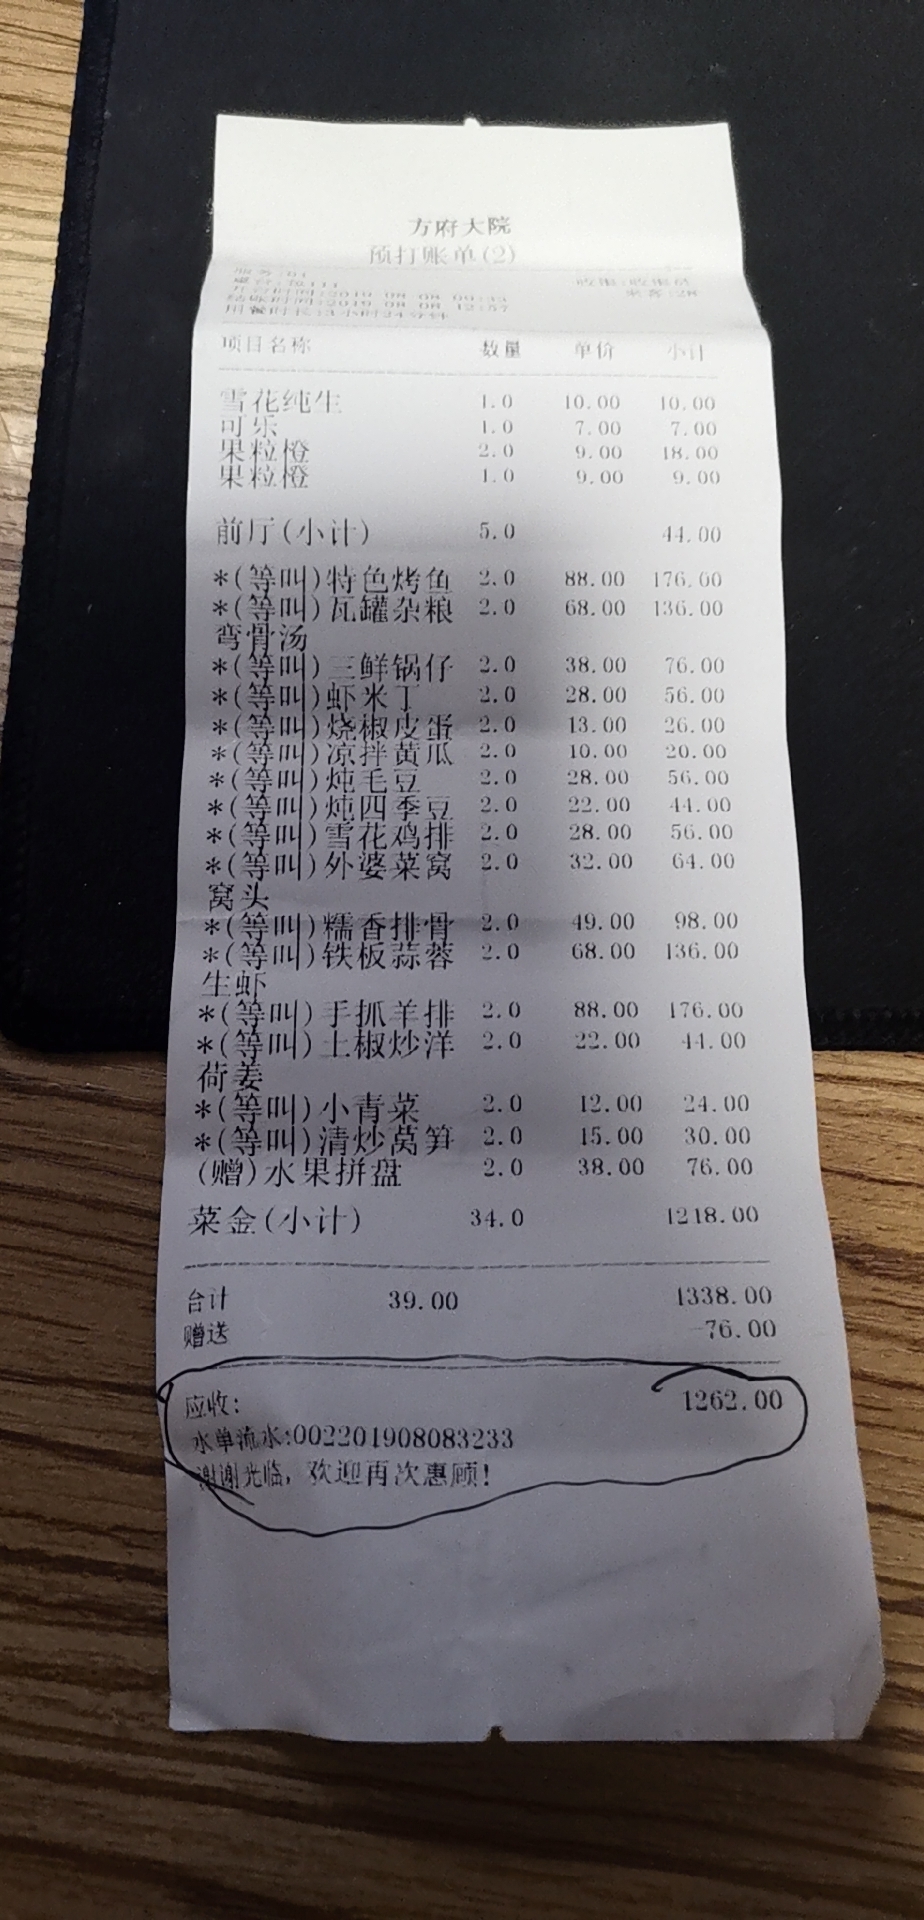 方府大院
预打账单(2)
服务:01
开台时间:2019-08-08 09:33
结账时间:2019-08-08 12:57
用餐时长:3小时24分钟
项目名称 数量 单价 小计
雪花纯生 1.0 10.00 10.00
可乐 1.0 7.00 7.00
果粒橙 2.0 9.00 18.00
果粒橙 1.0 9.00 9.00
前厅(小计) 5.0 44.00
*(等叫)特色烤鱼 2.0 88.00 176.00
*(等叫)瓦罐杂粮 2.0 68.00 136.00
弯骨汤
*(等叫)三鲜锅仔 2.0 38.00 76.00
*(等叫)虾米丁 2.0 28.00 56.00
*(等叫)烧椒皮蛋 2.0 13.00 26.00
*(等叫)凉拌黄瓜 2.0 10.00 20.00
*(等叫)炖毛豆 2.0 28.00 56.00
*(等叫)炖四季豆 2.0 22.00 44.00
*(等叫)雪花鸡排 2.0 28.00 56.00
*(等叫)外婆菜窝 2.0 32.00 64.00
窝头
*(等叫)糯香排骨 2.0 49.00 98.00
*(等叫)铁板蒜蓉 2.0 68.00 136.00
生虾
*(等叫)手抓羊排 2.0 88.00 176.00
*(等叫)土椒炒洋 2.0 22.00 44.00
荷姜
*(等叫)小青菜 2.0 12.00 24.00
*(等叫)清炒莴笋 2.0 15.00 30.00
(赠)水果拼盘 2.0 38.00 76.00
菜金(小计) 34.0 1218.00
台计 39.00 1338.00
赠送 -76.00
应收: 1262.00
水单流水:002201908083233
谢谢光临，欢迎再次惠顾!